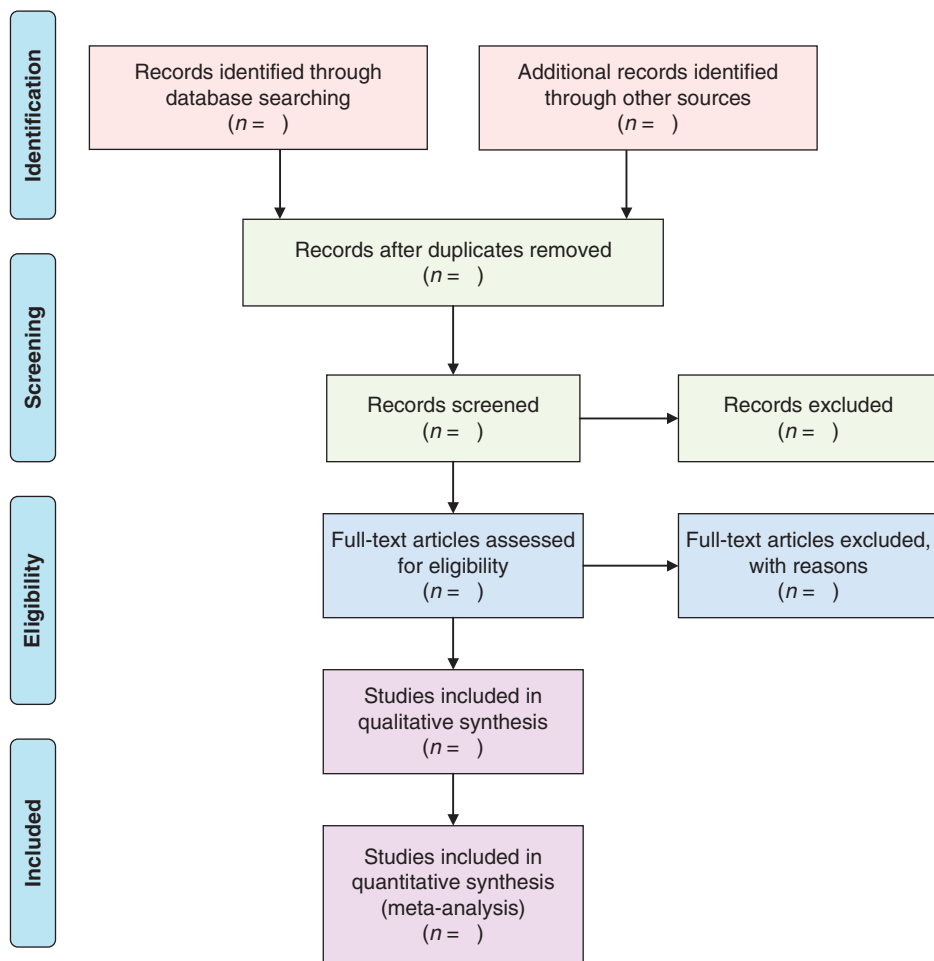 Identification
Records identified through
database searching
(n = )
Additional records identified
through other sources
(n = )
Records after duplicates removed
(n = )
Screening
Records screened
(n = )
Records excluded
(n = )
Eligibility
Full-text articles assessed
for eligibility
(n = )
Full-text articles excluded,
with reasons
(n = )
Studies included in
qualitative synthesis
(n = )
Included
Studies included in
quantitative synthesis
(meta-analysis)
(n = )